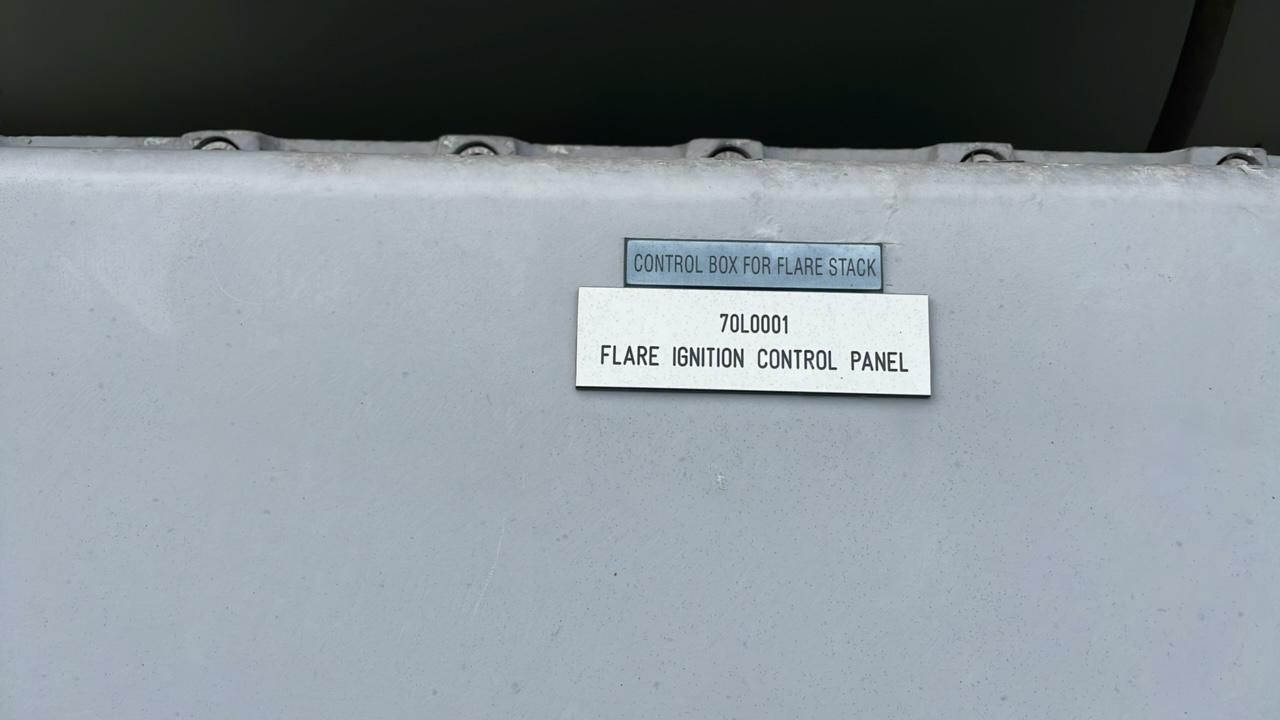 CONTROL BOX FOR FLARE STACK
70L0001
FLARE IGNITION CONTROL PANEL